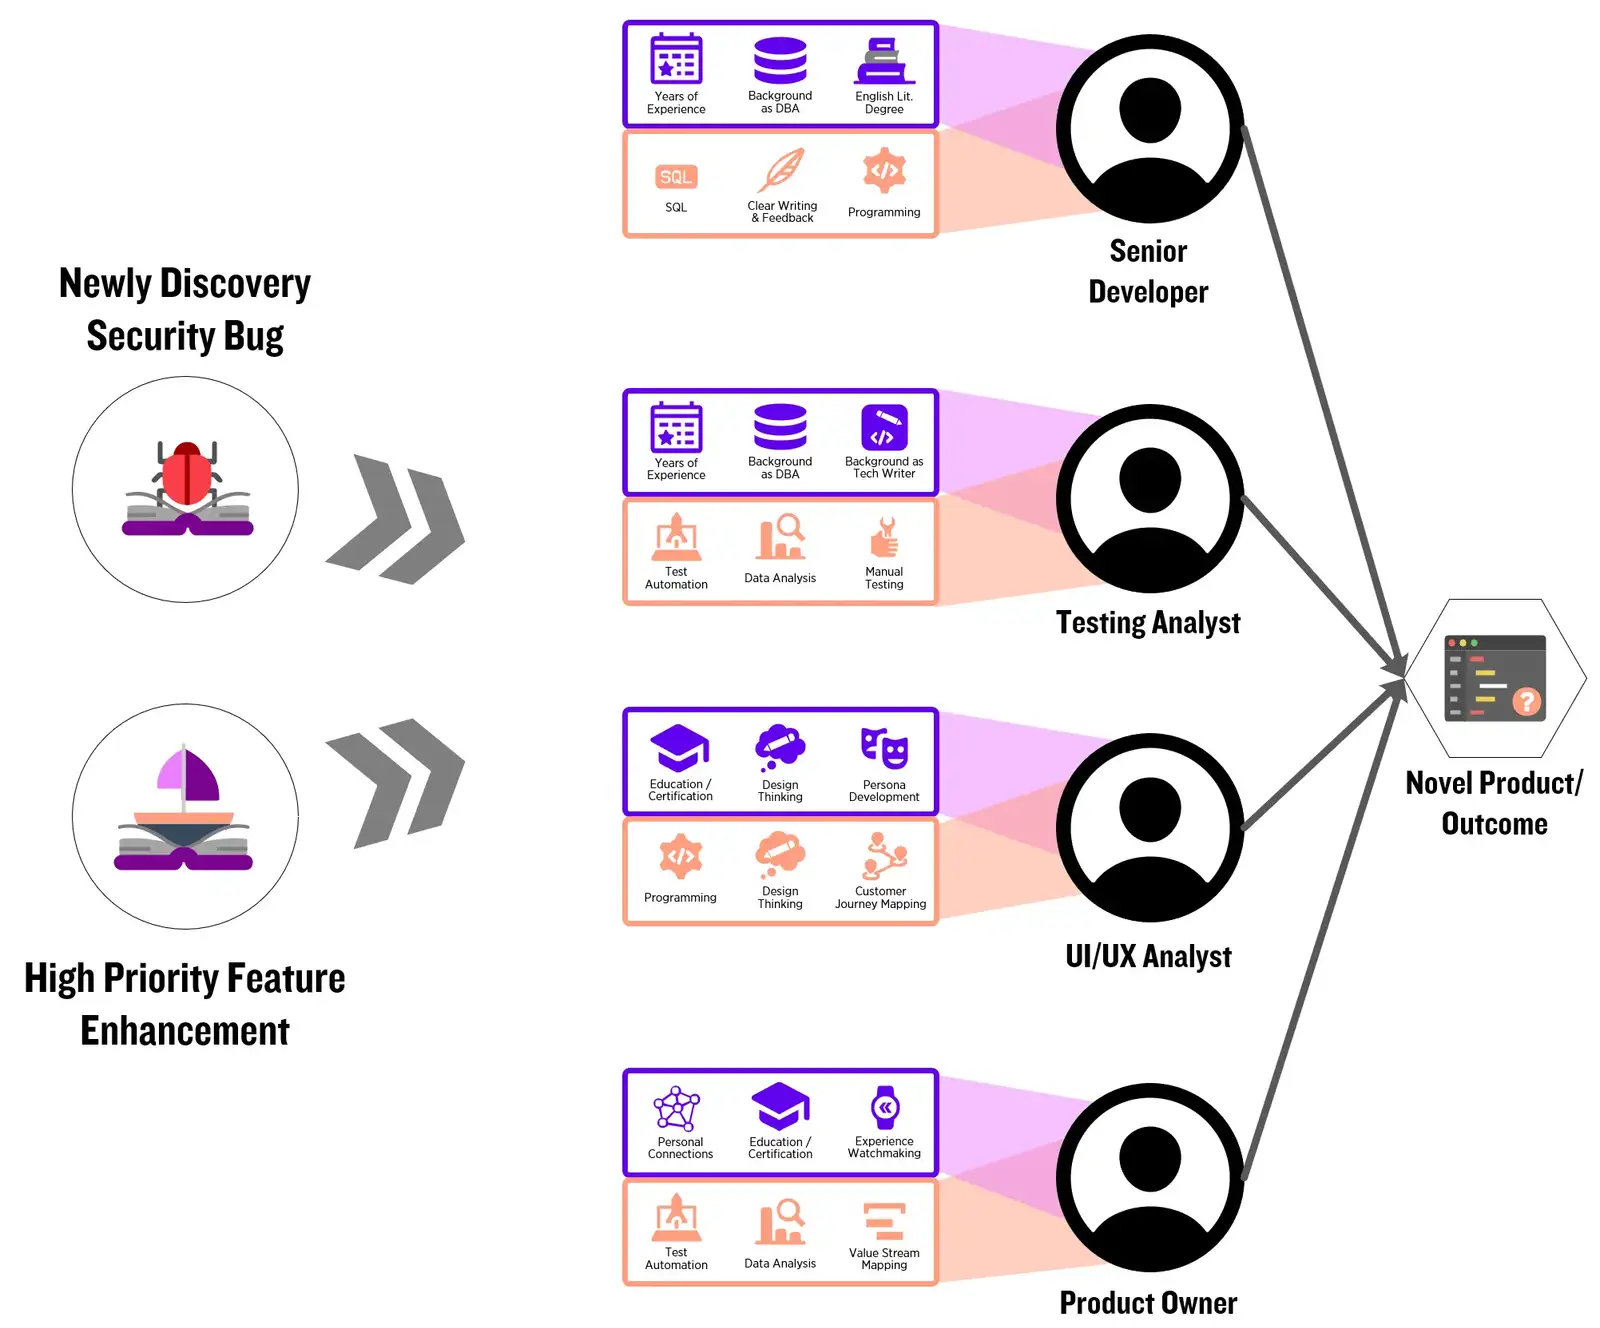 Newly Discovery
Security Bug
High Priority Feature
Enhancement
Years of
Experience
Background
as DBA
English Lit.
Degree
SQL
SQL
Clear Writing
& Feedback
Programming
Senior
Developer
Years of
Experience
Background
as DBA
Background as
Tech Writer
Test
Automation
Data Analysis
Manual
Testing
Testing Analyst
Education /
Certification
Design
Thinking
Persona
Development
Programming
Design
Thinking
Customer
Journey Mapping
UI/UX Analyst
Personal
Connections
Education /
Certification
Experience
Watchmaking
Test
Automation
Data Analysis
Value Stream
Mapping
Product Owner
?
Novel Product/
Outcome